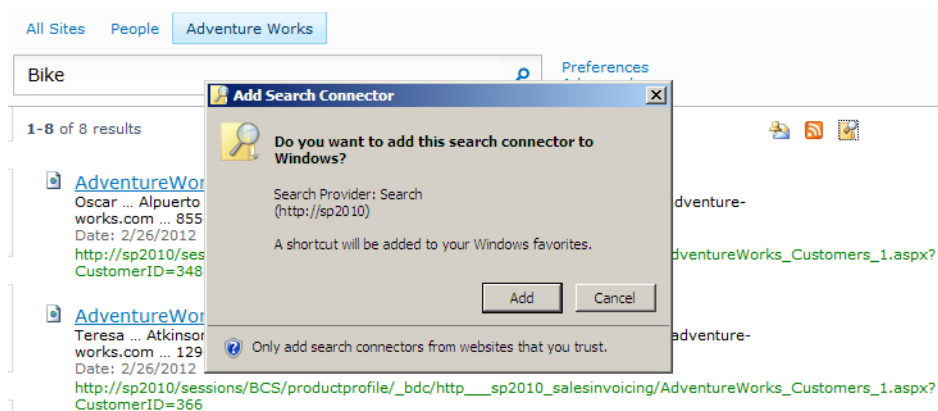 All Sites People Adventure Works
Bike
Preferences
Add Search Connector
1-8 of 8 results
Do you want to add this search connector to
Windows?
Search Provider: Search
(http://sp2010)
A shortcut will be added to your Windows favorites.
Add Cancel
Only add search connectors from websites that you trust.
AdventureWor
Oscar ... Alpuerto dventure-
works.com ... 855
Date: 2/26/2012
http://sp2010/ses dventureWorks_Customers_1.aspx?
CustomerID=348
AdventureWor
Teresa ... Atkinsor adventure-
works.com ... 129
Date: 2/26/2012
http://sp2010/sessions/BCS/productprofile/_bdc/http___sp2010_salesinvoicing/AdventureWorks_Customers_1.aspx?
CustomerID=366